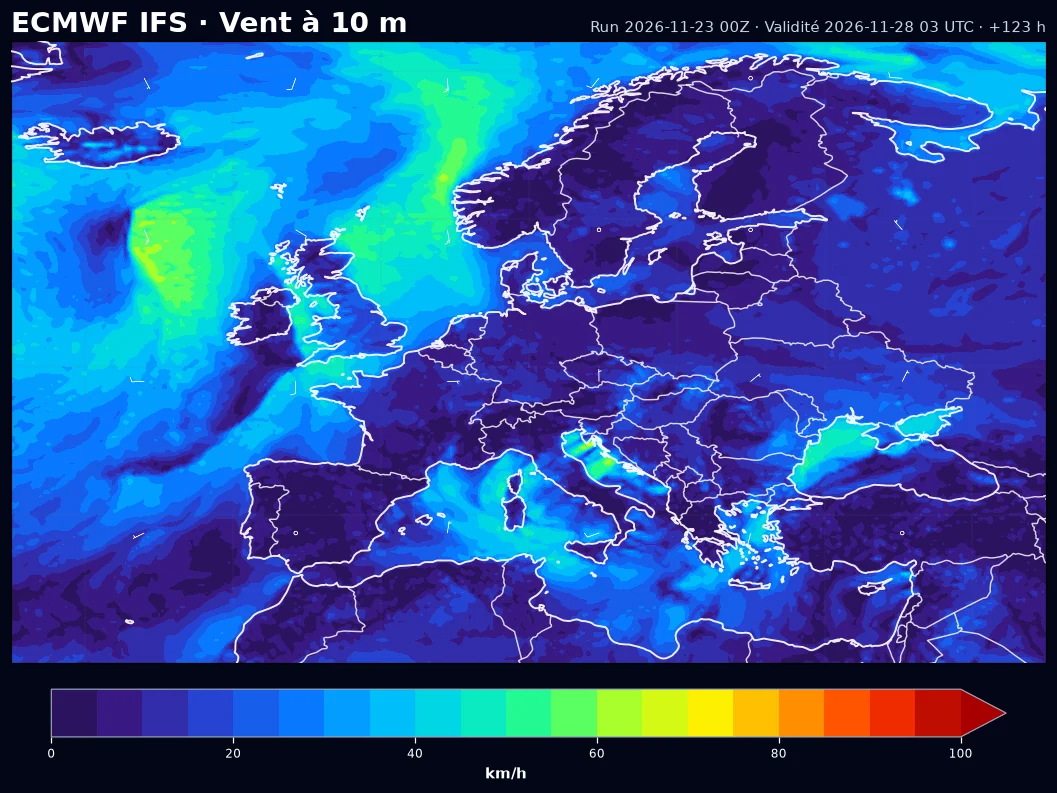 ECMWF IFS · Vent à 10 m
Run 2026-11-23 00Z · Validité 2026-11-28 03 UTC · +123 h
0 20 40 60 80 100
km/h